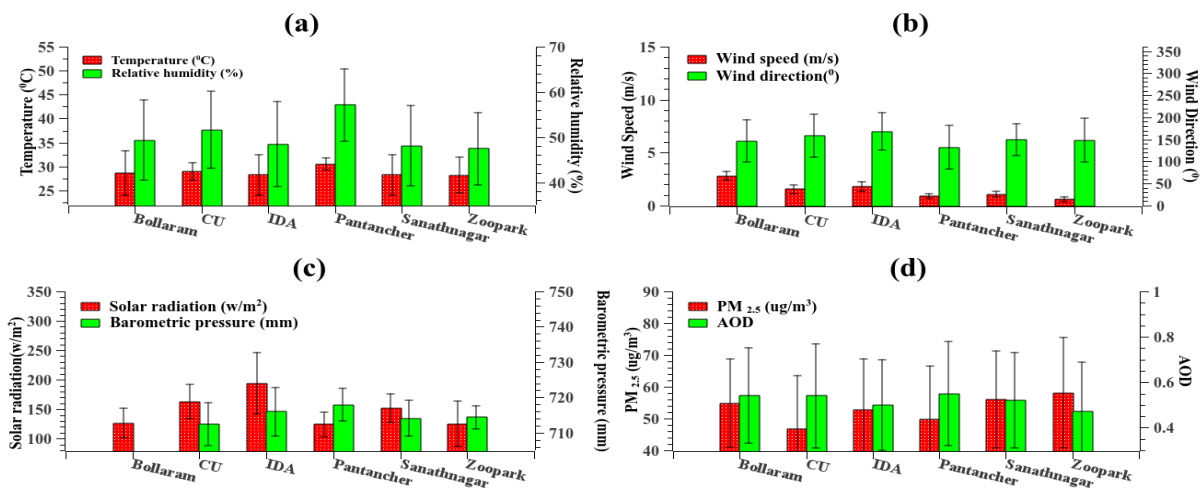 (a)
Temperature (⁰C)
55
50
45
40
35
30
25
Temperature (⁰C)
Relative humidity (%)
70
60
50
40
Relative humidity (%)
Bollaram
CU
IDA
Pantancher
Sanathnagar
Zoopark
(b)
Wind Speed (m/s)
15
10
5
0
Wind speed (m/s)
Wind direction(⁰)
350
300
250
200
150
100
50
0
Wind Direction (⁰)
Bollaram
CU
IDA
Pantancher
Sanathnagar
Zoopark
(c)
Solar radiation(w/m²)
350
300
250
200
150
100
Solar radiation (w/m²)
Barometric pressure (mm)
750
740
730
720
710
Barometric pressure (mm)
Bollaram
CU
IDA
Pantancher
Sanathnagar
Zoopark
(d)
PM 2.5 (ug/m³)
90
80
70
60
50
40
PM 2.5 (ug/m³)
AOD
1
0.8
0.6
0.4
AOD
Bollaram
CU
IDA
Pantancher
Sanathnagar
Zoopark